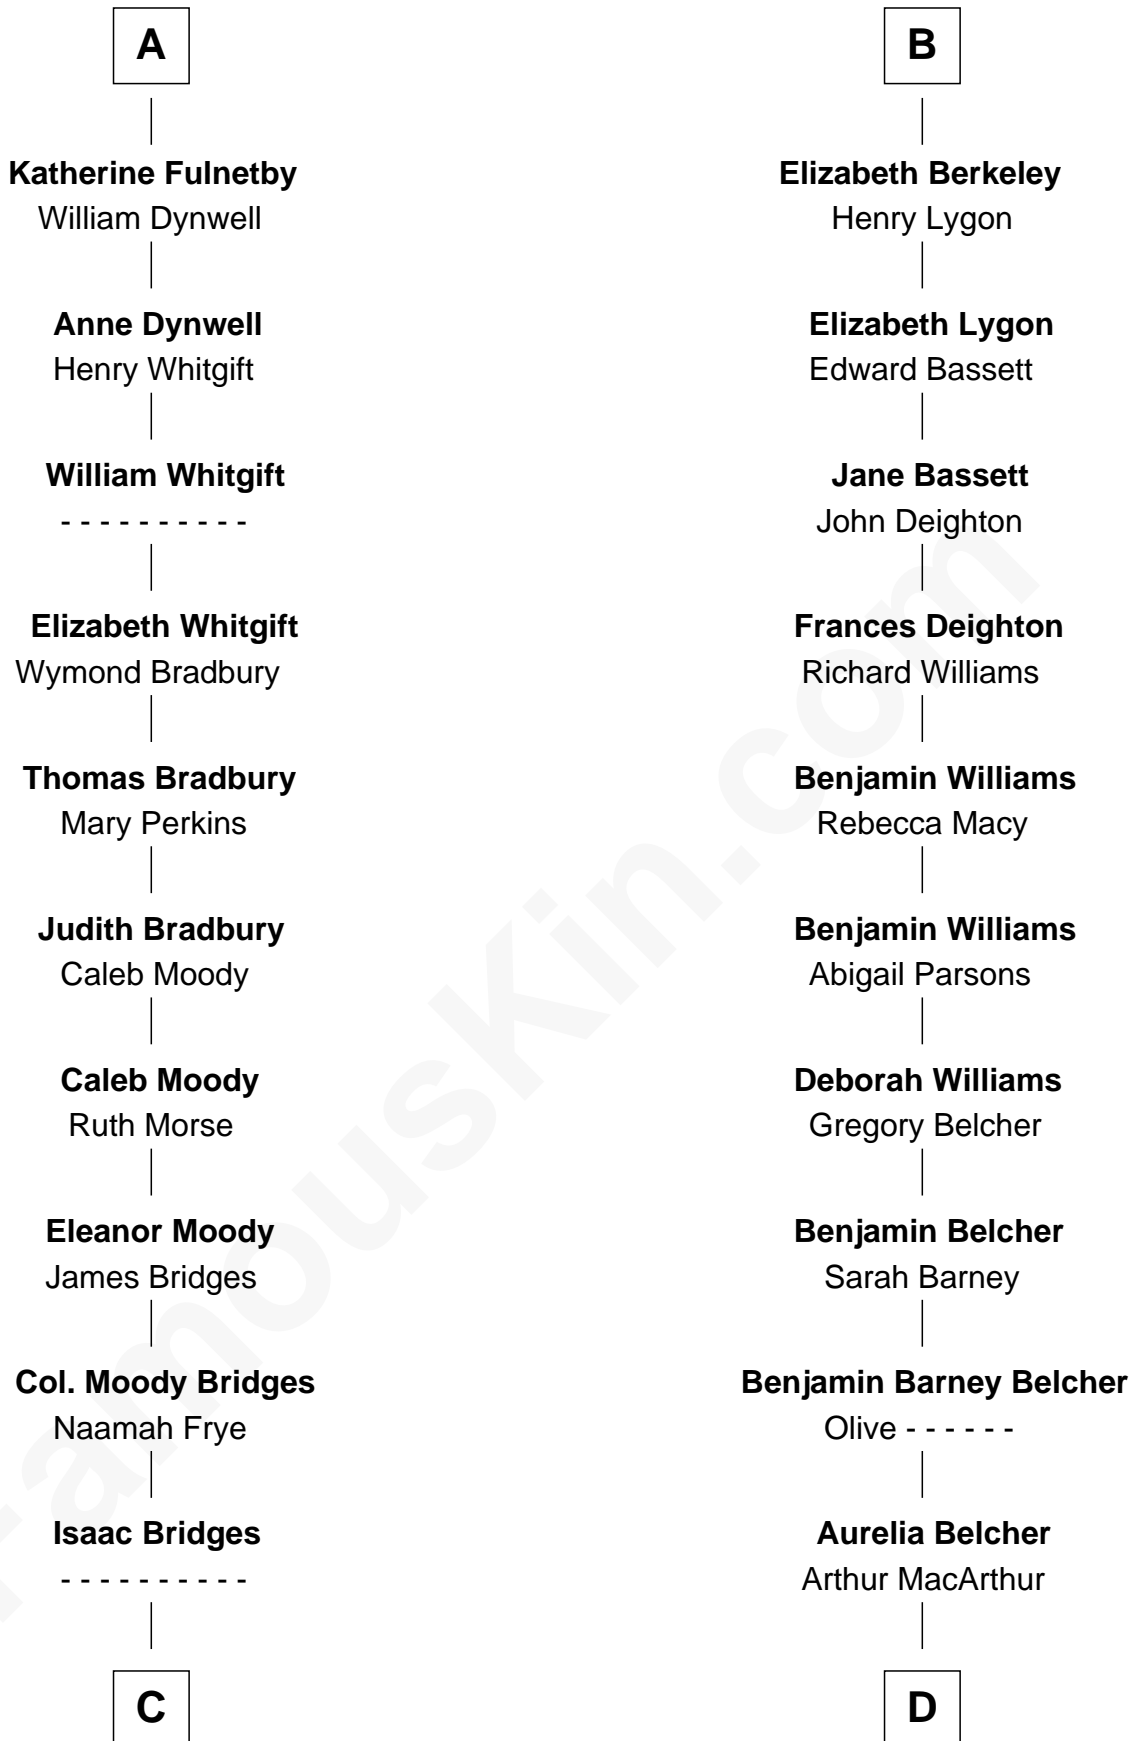 A
Katherine Fulnetby
William Dynwell
Anne Dynwell
Henry Whitgift
William Whitgift
- - - - - - - - - -
Elizabeth Whitgift
Wymond Bradbury
Thomas Bradbury
Mary Perkins
Judith Bradbury
Caleb Moody
Caleb Moody
Ruth Morse
Eleanor Moody
James Bridges
Col. Moody Bridges
Naamah Frye
Isaac Bridges
- - - - - - - - - -
C
B
Elizabeth Berkeley
Henry Lygon
Elizabeth Lygon
Edward Bassett
Jane Bassett
John Deighton
Frances Deighton
Richard Williams
Benjamin Williams
Rebecca Macy
Benjamin Williams
Abigail Parsons
Deborah Williams
Gregory Belcher
Benjamin Belcher
Sarah Barney
Benjamin Barney Belcher
Olive - - - - - -
Aurelia Belcher
Arthur MacArthur
D
FamousKin.com